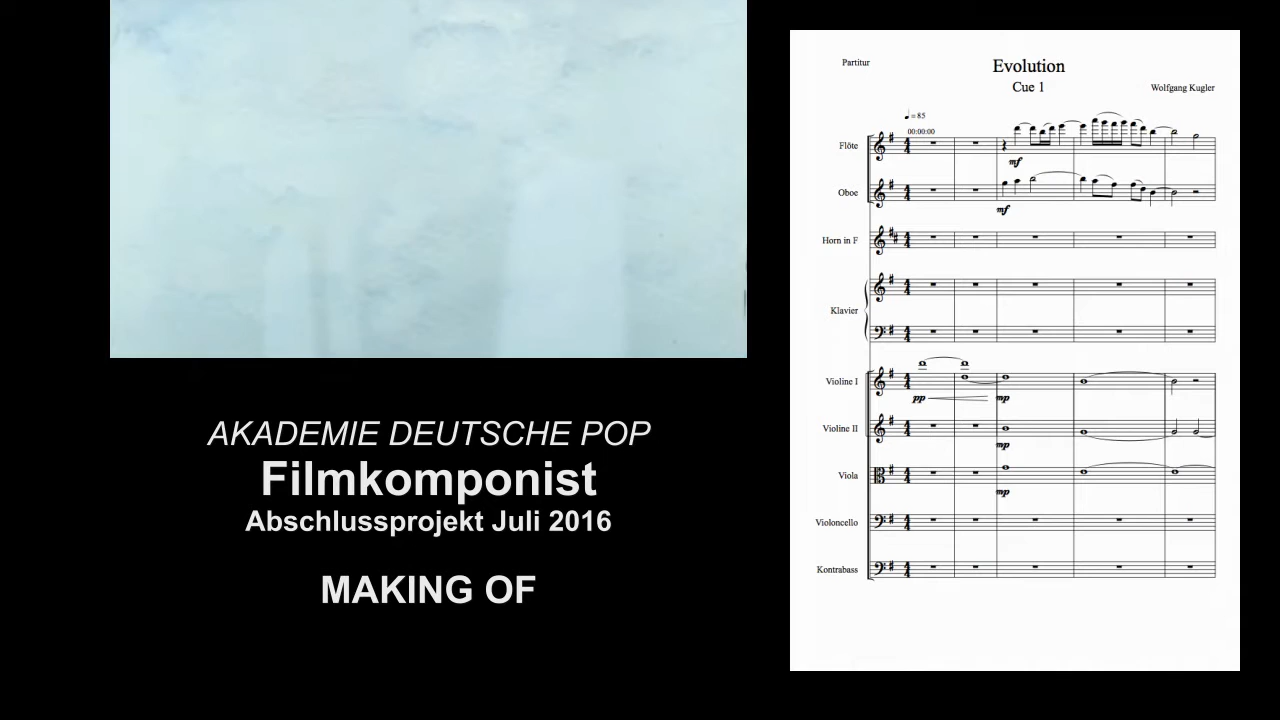 AKADEMIE DEUTSCHE POP
Filmkomponist
Abschlussprojekt Juli 2016
MAKING OF
Partitur
Evolution
Cue 1
Wolfgang Kugler
♩ = 85
00:00:00
Flöte
mf
Oboe
mf
Horn in F
Klavier
Violine I
pp mp
Violine II
mp
Viola
mp
Violoncello
Kontrabass